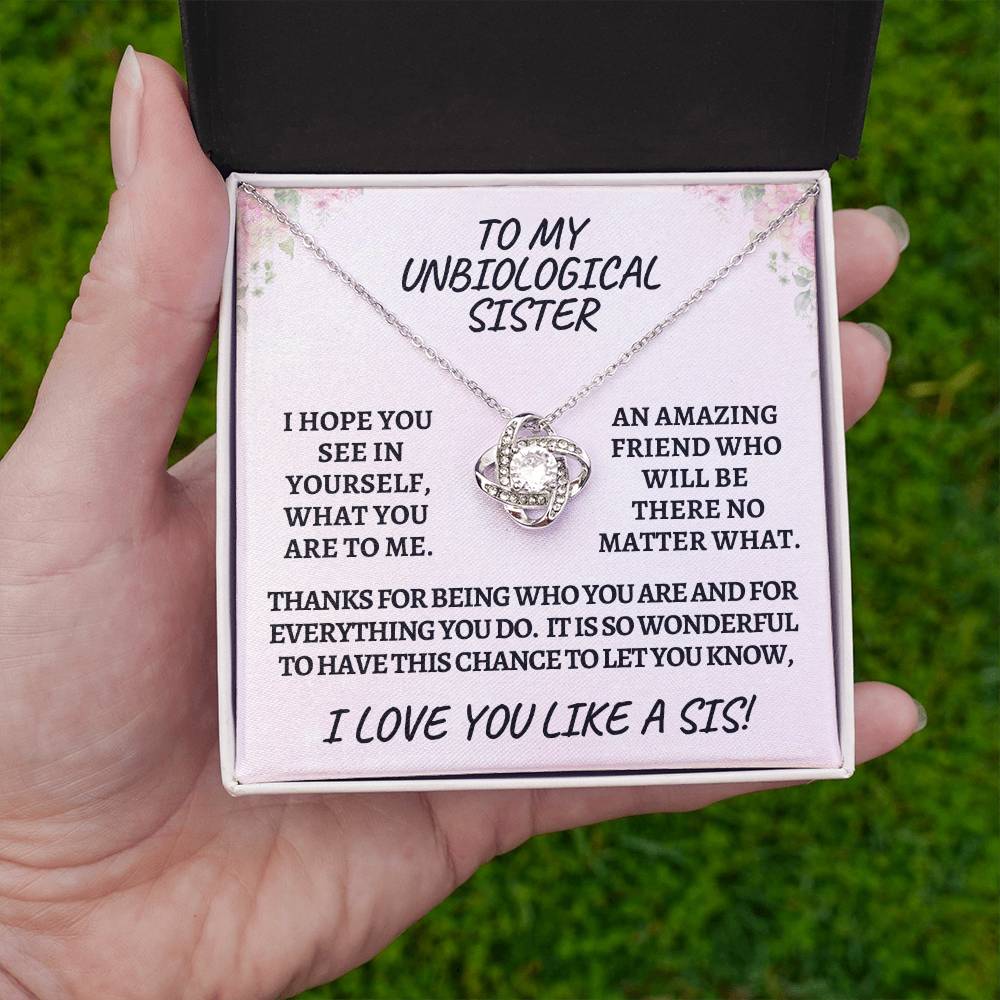 TO MY
UNBIOLOGICAL
SISTER
I HOPE YOU
SEE IN
YOURSELF,
WHAT YOU
ARE TO ME.
AN AMAZING
FRIEND WHO
WILL BE
THERE NO
MATTER WHAT.
THANKS FOR BEING WHO YOU ARE AND FOR
EVERYTHING YOU DO. IT IS SO WONDERFUL
TO HAVE THIS CHANCE TO LET YOU KNOW,
I LOVE YOU LIKE A SIS!